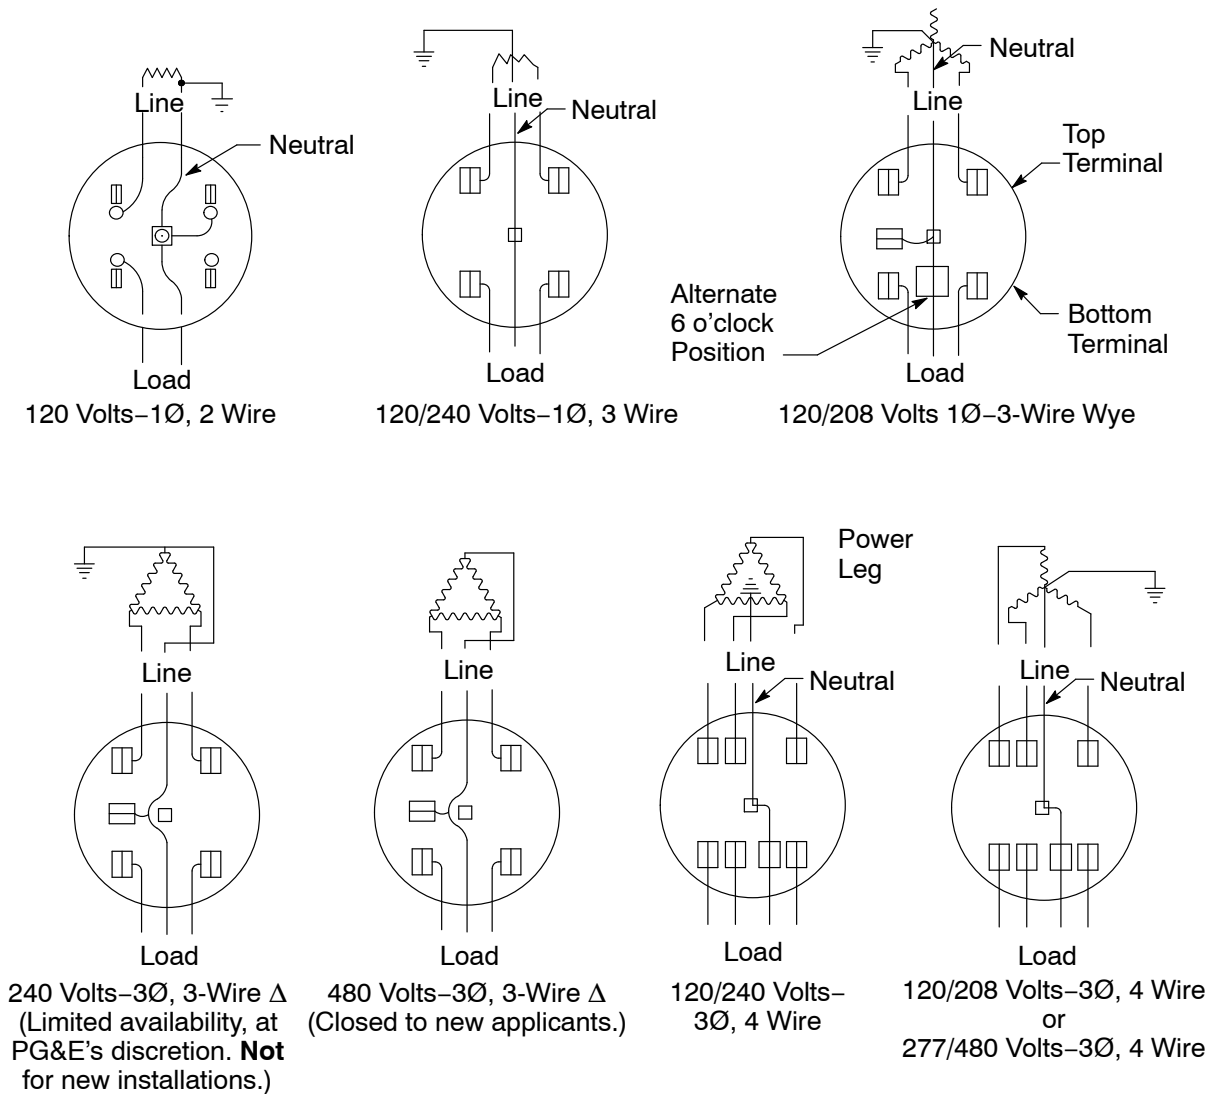 Line
Neutral
Load
120 Volts–1Ø, 2 Wire
Line
Neutral
Load
120/240 Volts–1Ø, 3 Wire
Neutral
Line
Top
Terminal
Alternate
6 o’clock
Position
Bottom
Terminal
Load
120/208 Volts 1Ø–3-Wire Wye
Line
Load
240 Volts–3Ø, 3-Wire Δ
(Limited availability, at
PG&E’s discretion. Not
for new installations.)
Line
Load
480 Volts–3Ø, 3-Wire Δ
(Closed to new applicants.)
Power
Leg
Line
Neutral
Load
120/240 Volts–
3Ø, 4 Wire
Line
Neutral
Load
120/208 Volts–3Ø, 4 Wire
or
277/480 Volts–3Ø, 4 Wire